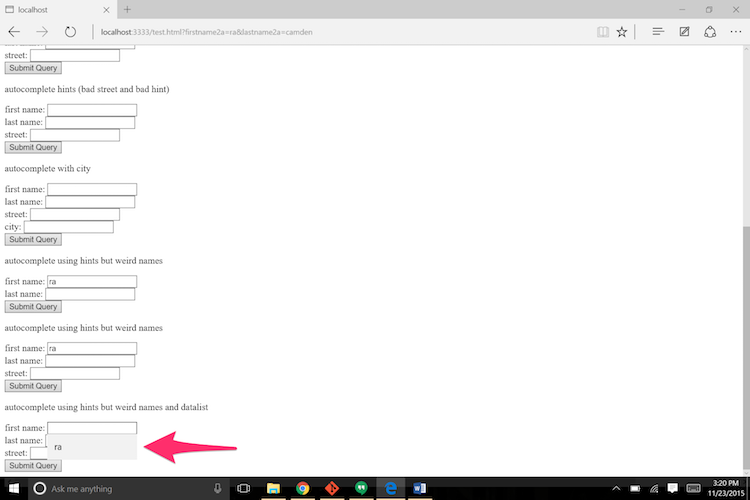 localhost
localhost:3333/test.html?firstname2a=ra&lastname2a=camden
street:
Submit Query
autocomplete hints (bad street and bad hint)
first name:
last name:
street:
Submit Query
autocomplete with city
first name:
last name:
street:
city:
Submit Query
autocomplete using hints but weird names
first name: ra
last name:
Submit Query
autocomplete using hints but weird names
first name: ra
last name:
street:
Submit Query
autocomplete using hints but weird names and datalist
first name:
last name:
ra
street:
Submit Query
Ask me anything
3:20 PM
11/23/2015